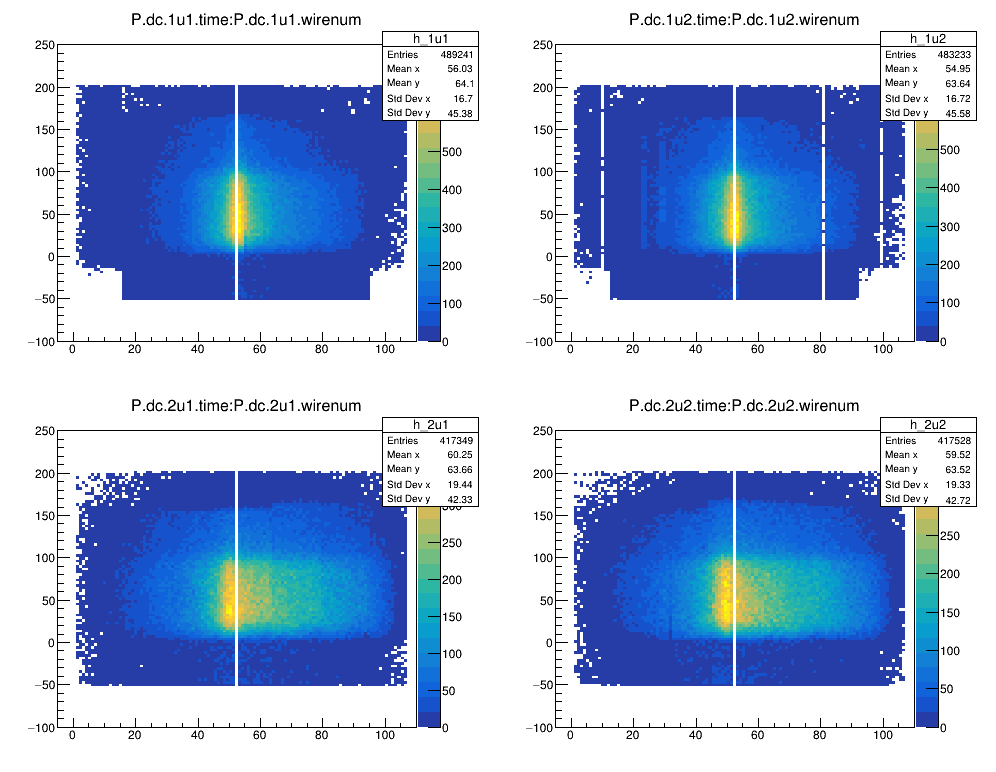 P.dc.1u1.time:P.dc.1u1.wirenum
h_1u1
Entries 489241
Mean x 56.03
Mean y 64.1
Std Dev x 16.7
Std Dev y 45.38
250
200
150
100
50
0
−50
−100
0 20 40 60 80 100
500
400
300
200
100
0
P.dc.1u2.time:P.dc.1u2.wirenum
h_1u2
Entries 483233
Mean x 54.95
Mean y 63.64
Std Dev x 16.72
Std Dev y 45.58
250
200
150
100
50
0
−50
−100
0 20 40 60 80 100
500
400
300
200
100
0
P.dc.2u1.time:P.dc.2u1.wirenum
h_2u1
Entries 417349
Mean x 60.25
Mean y 63.66
Std Dev x 19.44
Std Dev y 42.33
250
200
150
100
50
0
−50
−100
0 20 40 60 80 100
300
250
200
150
100
50
0
P.dc.2u2.time:P.dc.2u2.wirenum
h_2u2
Entries 417528
Mean x 59.52
Mean y 63.52
Std Dev x 19.33
Std Dev y 42.72
250
200
150
100
50
0
−50
−100
0 20 40 60 80 100
250
200
150
100
50
0